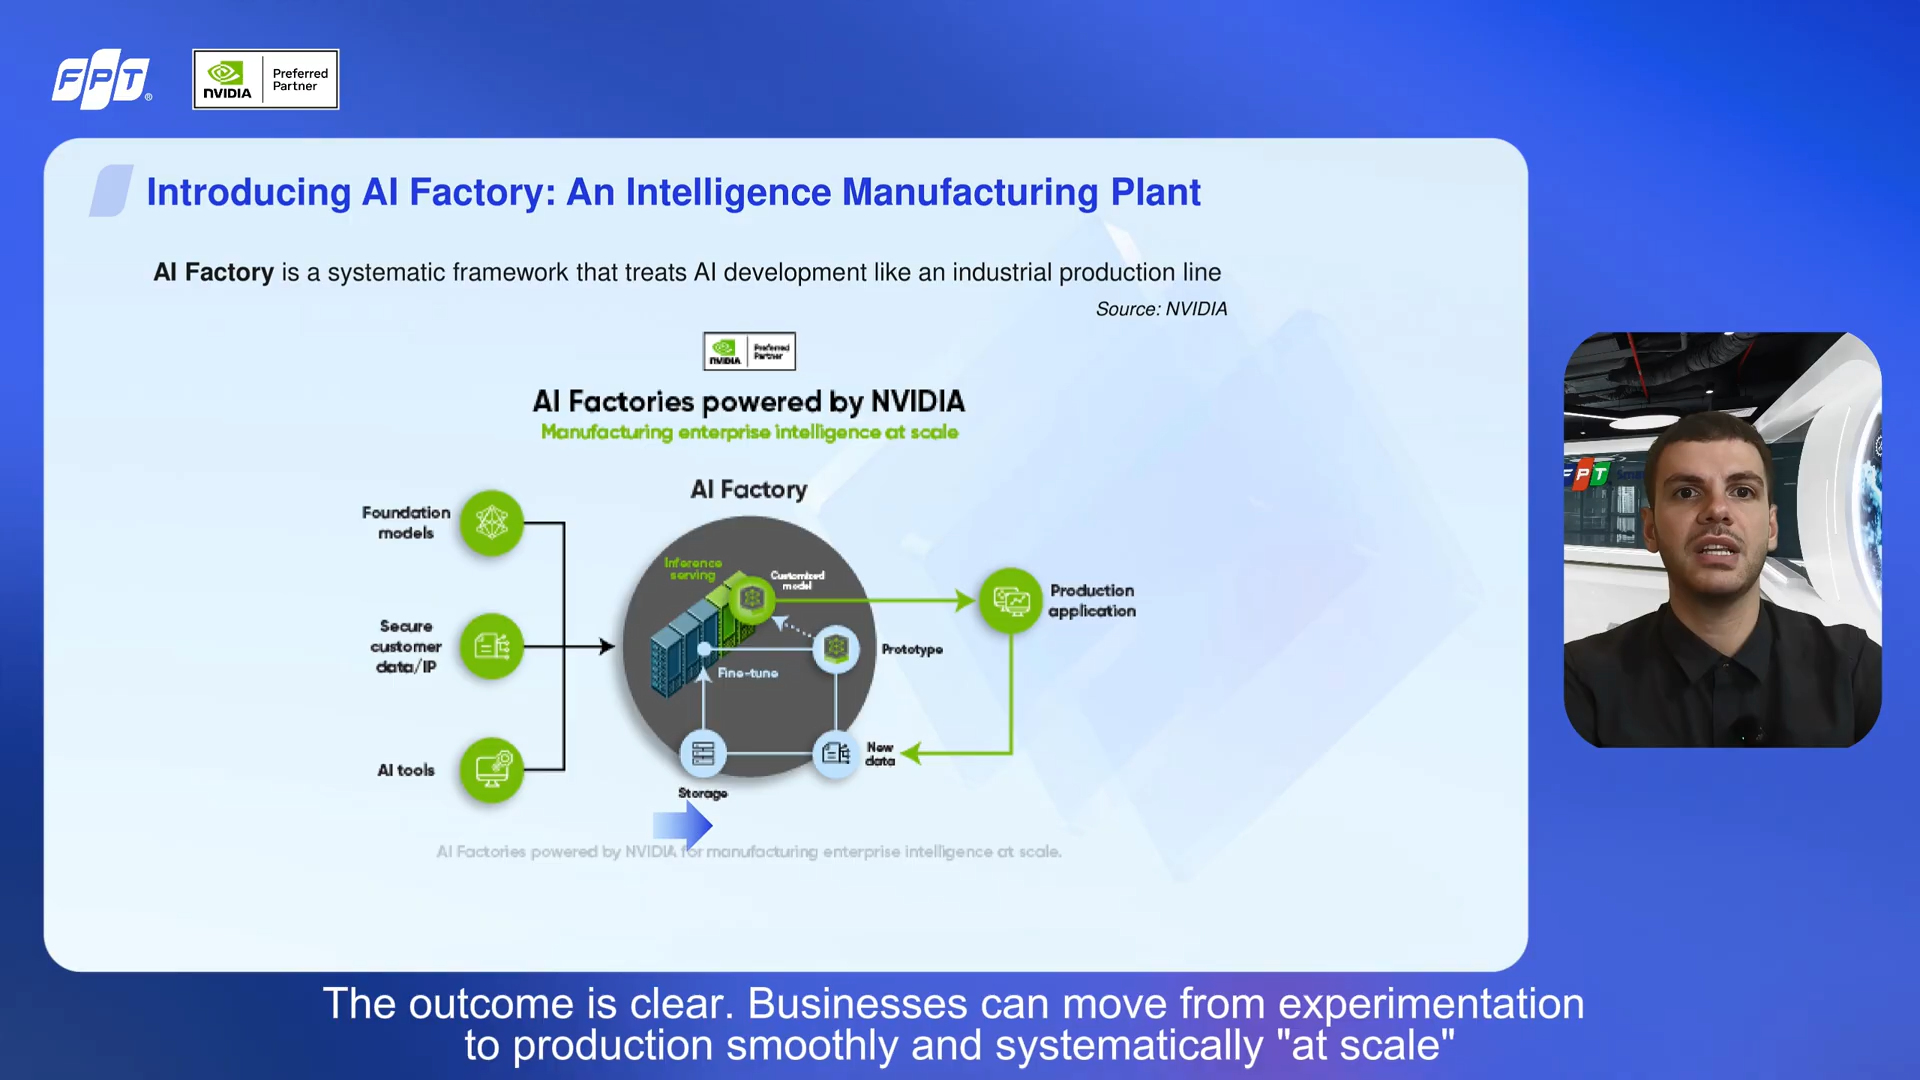 FPT®
NVIDIA
Preferred
Partner
Introducing AI Factory: An Intelligence Manufacturing Plant
AI Factory is a systematic framework that treats AI development like an industrial production line
Source: NVIDIA
NVIDIA
Preferred
Partner
AI Factories powered by NVIDIA
Manufacturing enterprise intelligence at scale
AI Factory
Foundation
models
Secure
customer
data/IP
AI tools
Inference
serving
Customized
model
Prototype
Fine-tune
New
data
Storage
Production
application
AI Factories powered by NVIDIA for manufacturing enterprise intelligence at scale.
FPT
The outcome is clear. Businesses can move from experimentation
to production smoothly and systematically "at scale"